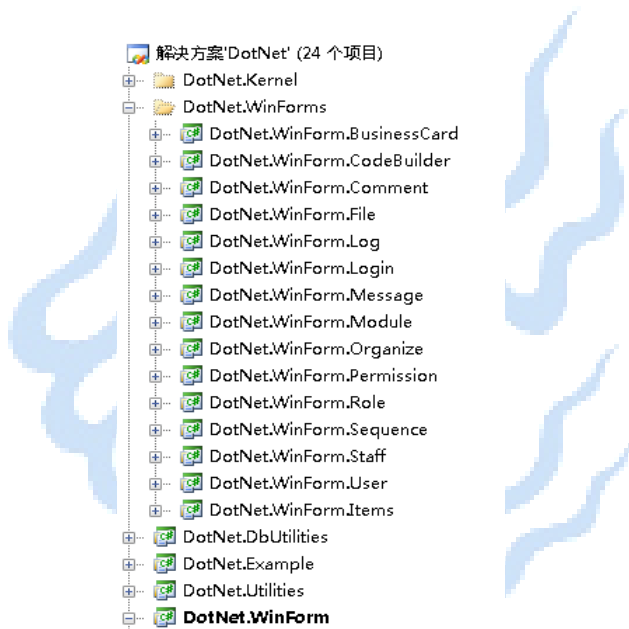 解决方案'DotNet' (24 个项目)
DotNet.Kernel
DotNet.WinForms
DotNet.WinForm.BusinessCard
DotNet.WinForm.CodeBuilder
DotNet.WinForm.Comment
DotNet.WinForm.File
DotNet.WinForm.Log
DotNet.WinForm.Login
DotNet.WinForm.Message
DotNet.WinForm.Module
DotNet.WinForm.Organize
DotNet.WinForm.Permission
DotNet.WinForm.Role
DotNet.WinForm.Sequence
DotNet.WinForm.Staff
DotNet.WinForm.User
DotNet.WinForm.Items
DotNet.DbUtilities
DotNet.Example
DotNet.Utilities
DotNet.WinForm